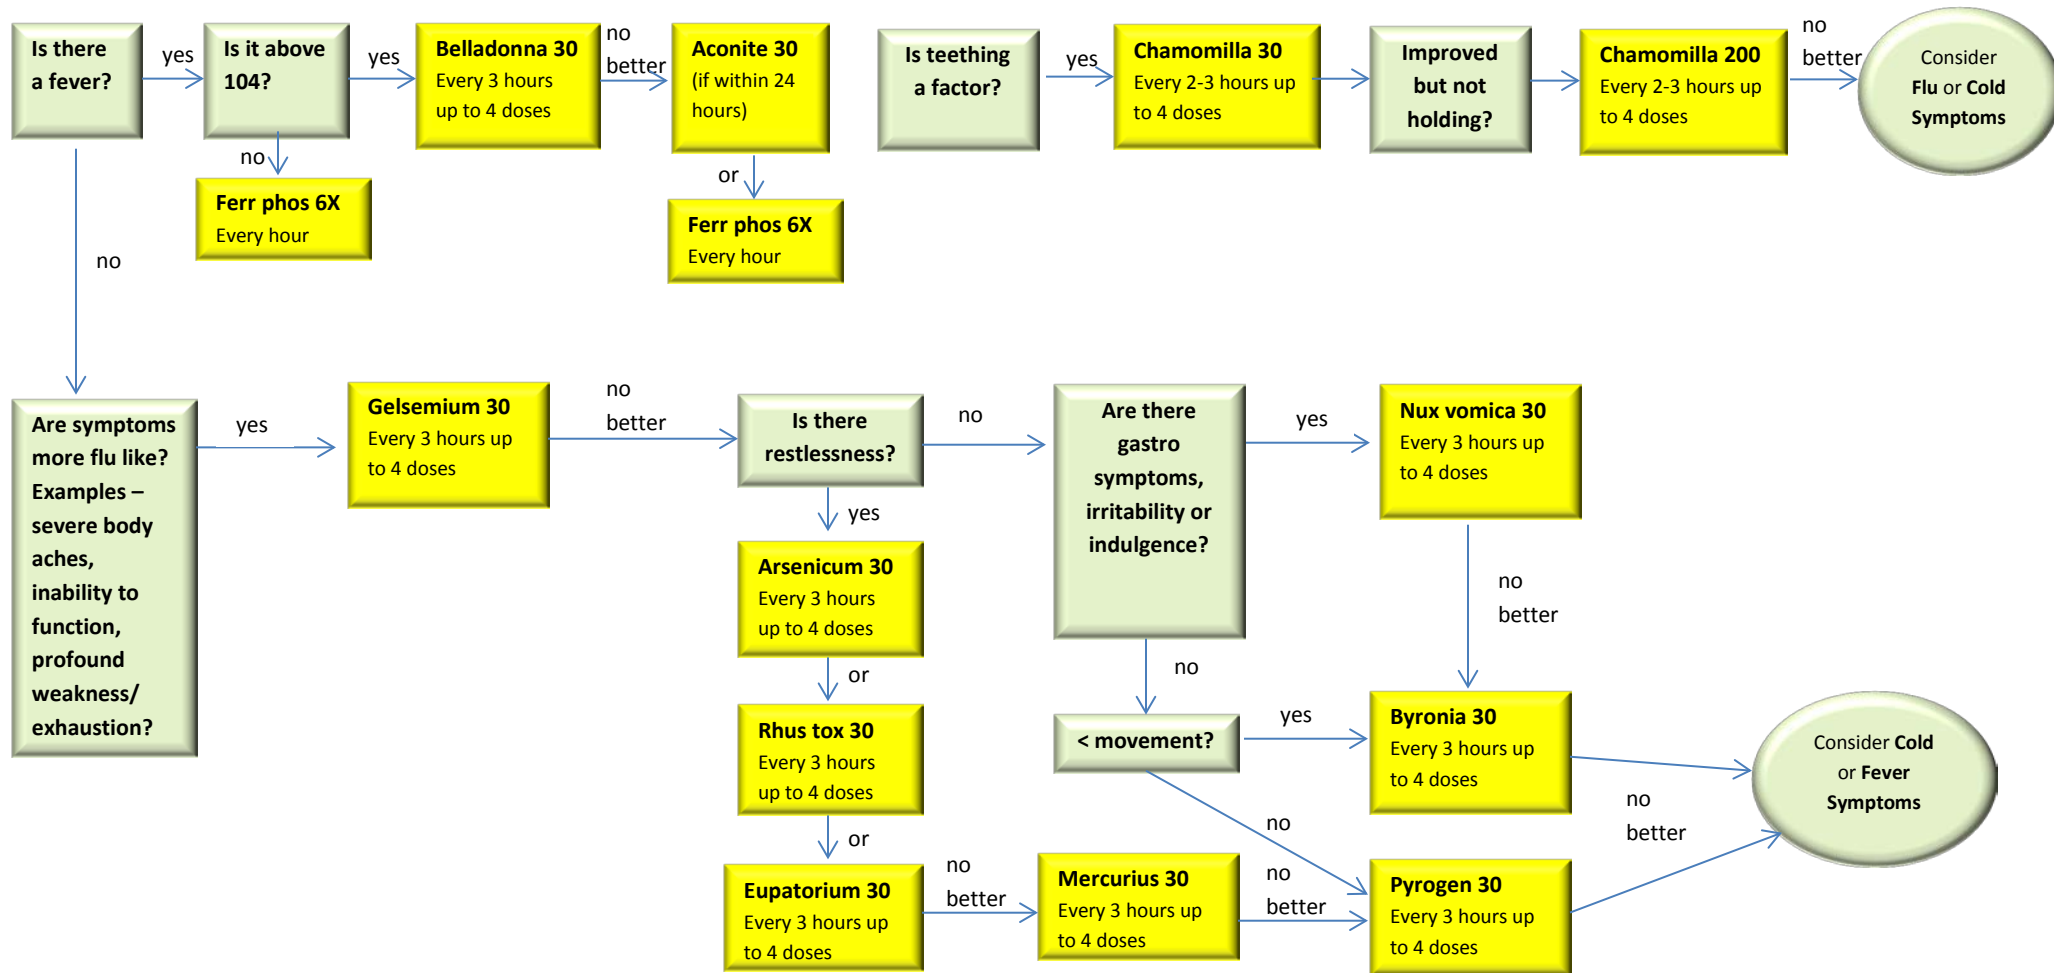 Is there
a fever?
yes
Is it above
104?
yes
Belladonna 30
Every 3 hours
up to 4 doses
no
better
Aconite 30
(if within 24
hours)
no
Ferr phos 6X
Every hour
or
Ferr phos 6X
Every hour
Is teething
a factor?
yes
Chamomilla 30
Every 2-3 hours up
to 4 doses
Improved
but not
holding?
Chamomilla 200
Every 2-3 hours up
to 4 doses
no
better
Consider
Flu or Cold
Symptoms
no
Are symptoms
more flu like?
Examples –
severe body
aches,
inability to
function,
profound
weakness/
exhaustion?
yes
Gelsemium 30
Every 3 hours up
to 4 doses
no
better
Is there
restlessness?
no
Are there
gastro
symptoms,
irritability or
indulgence?
yes
Nux vomica 30
Every 3 hours up
to 4 doses
yes
Arsenicum 30
Every 3 hours
up to 4 doses
or
Rhus tox 30
Every 3 hours
up to 4 doses
or
Eupatorium 30
Every 3 hours up
to 4 doses
no
better
Mercurius 30
Every 3 hours up
to 4 doses
no
better
Pyrogen 30
Every 3 hours up
to 4 doses
no
< movement?
yes
no
no
better
Byronia 30
Every 3 hours up
to 4 doses
no
better
Consider Cold
or Fever
Symptoms